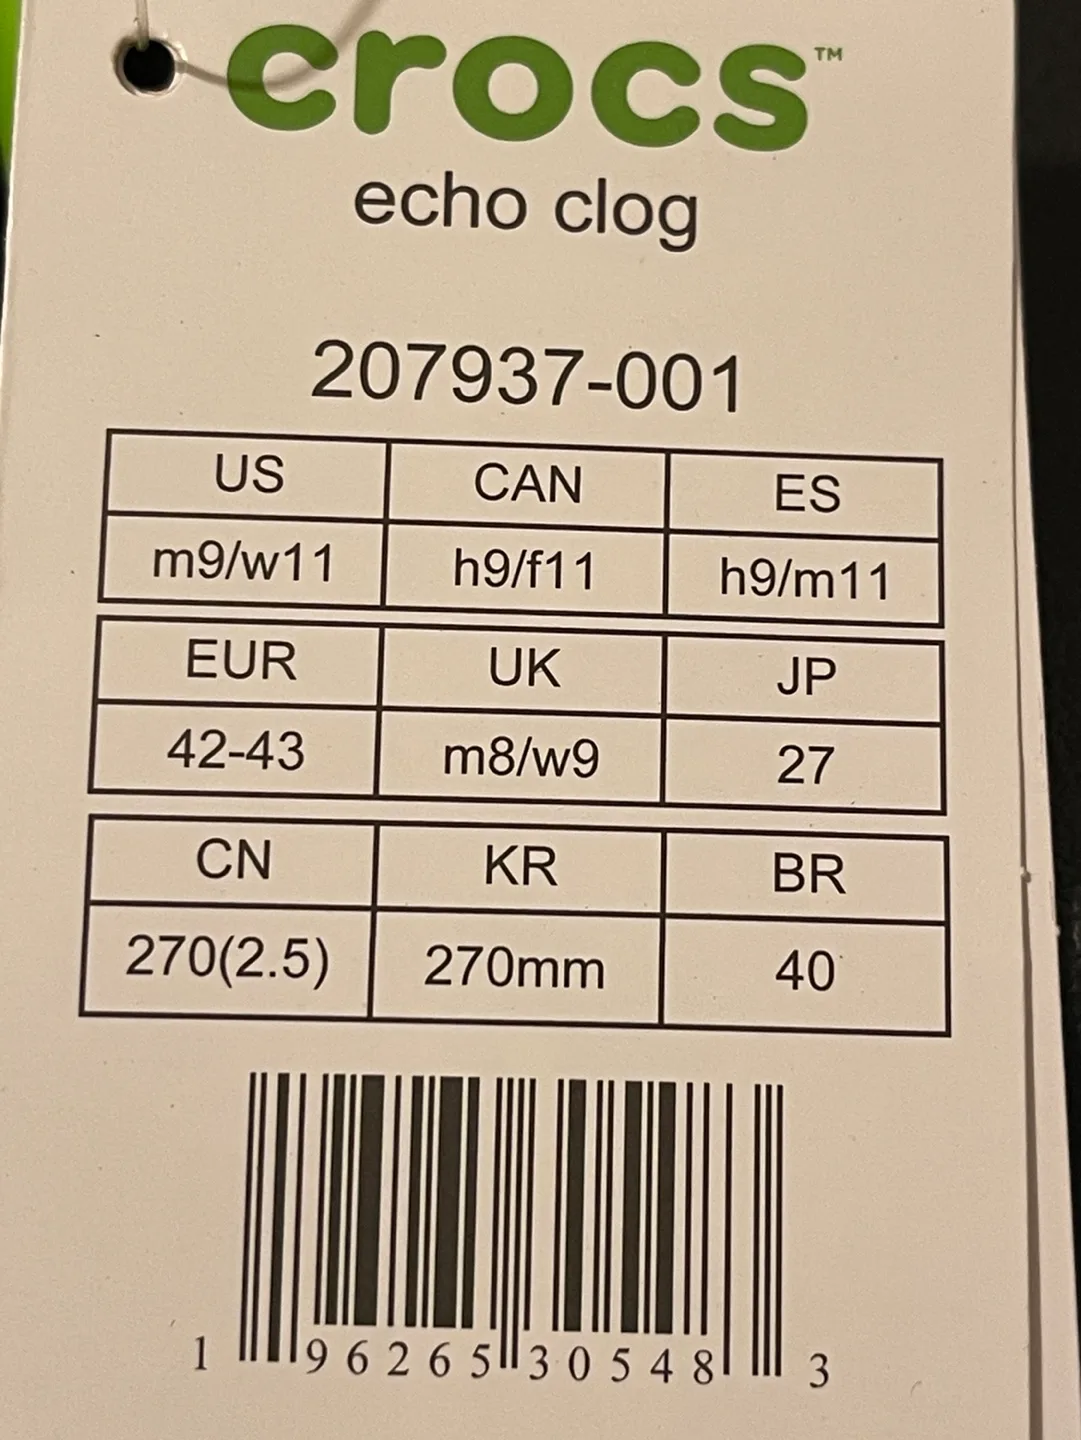 crocs™
echo clog
207937-001
US CAN ES
m9/w11 h9/f11 h9/m11
EUR UK JP
42-43 m8/w9 27
CN KR BR
270(2.5) 270mm 40
1 96265 30548 3